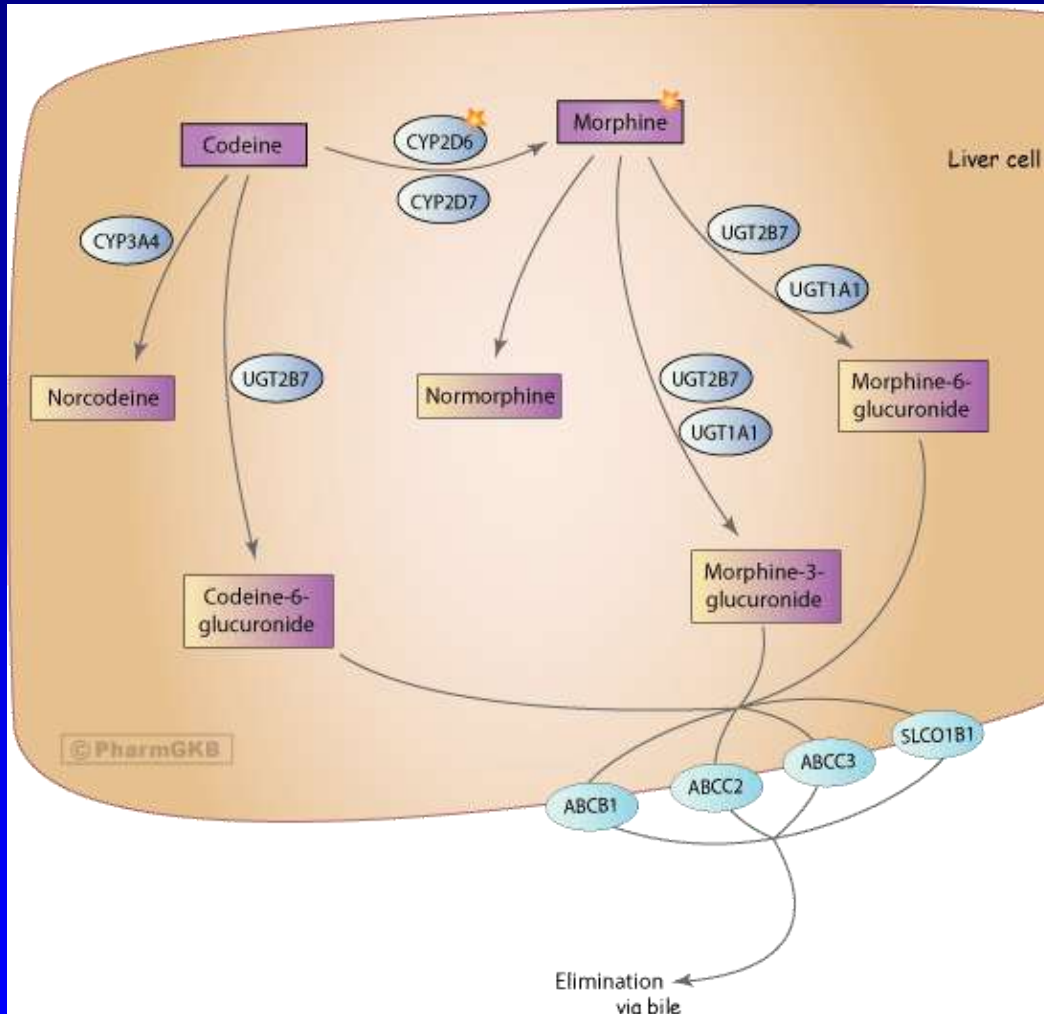 Codeine
CYP2D6
Morphine
Liver cell
CYP2D7
CYP3A4
UGT2B7
UGT1A1
Norcodeine
UGT2B7
Normorphine
UGT2B7
UGT1A1
Morphine-6-
glucuronide
Codeine-6-
glucuronide
Morphine-3-
glucuronide
© PharmGKB
ABCB1
ABCC2
ABCC3
SLCO1B1
Elimination
via bile